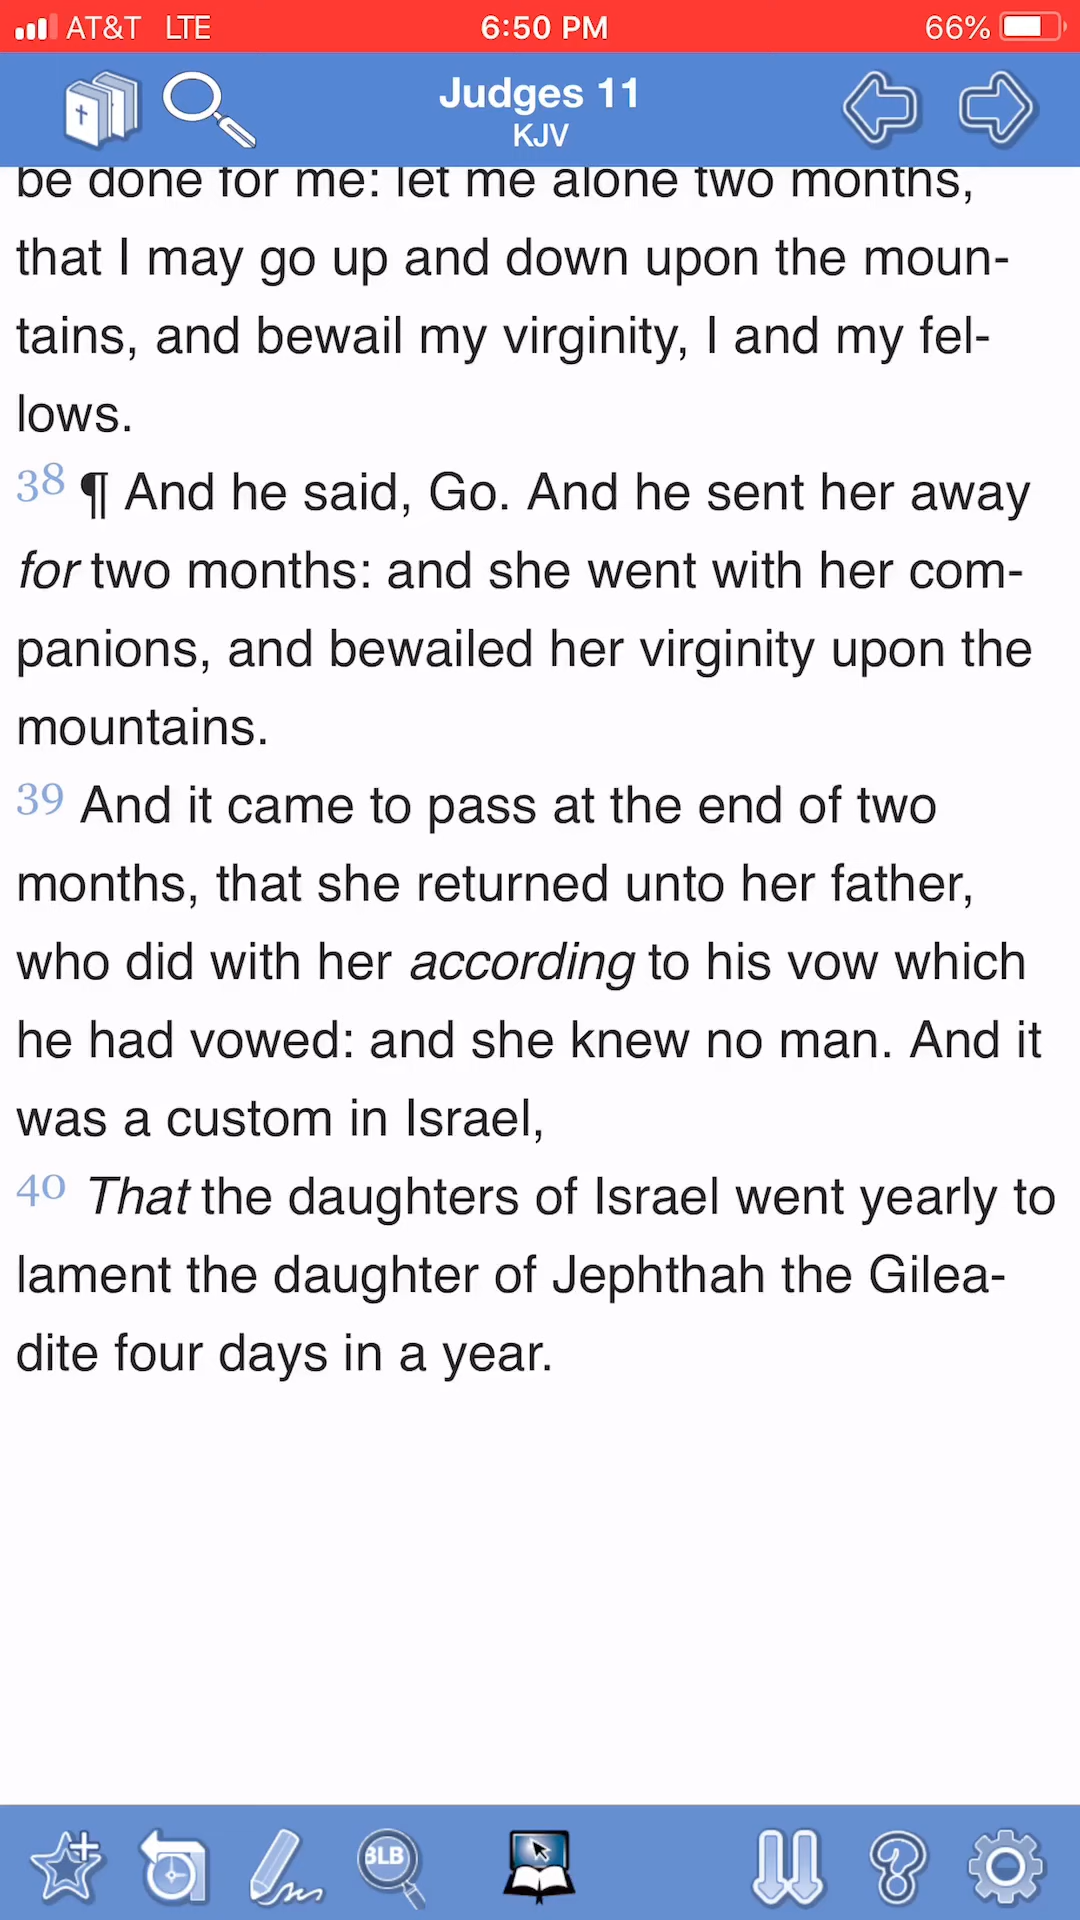 AT&T LTE 6:50 PM 66%
Judges 11
KJV
be done for me: let me alone two months,
that I may go up and down upon the moun-
tains, and bewail my virginity, I and my fel-
lows.
38 ¶ And he said, Go. And he sent her away
for two months: and she went with her com-
panions, and bewailed her virginity upon the
mountains.
39 And it came to pass at the end of two
months, that she returned unto her father,
who did with her according to his vow which
he had vowed: and she knew no man. And it
was a custom in Israel,
40 That the daughters of Israel went yearly to
lament the daughter of Jephthah the Gilea-
dite four days in a year.
BLB